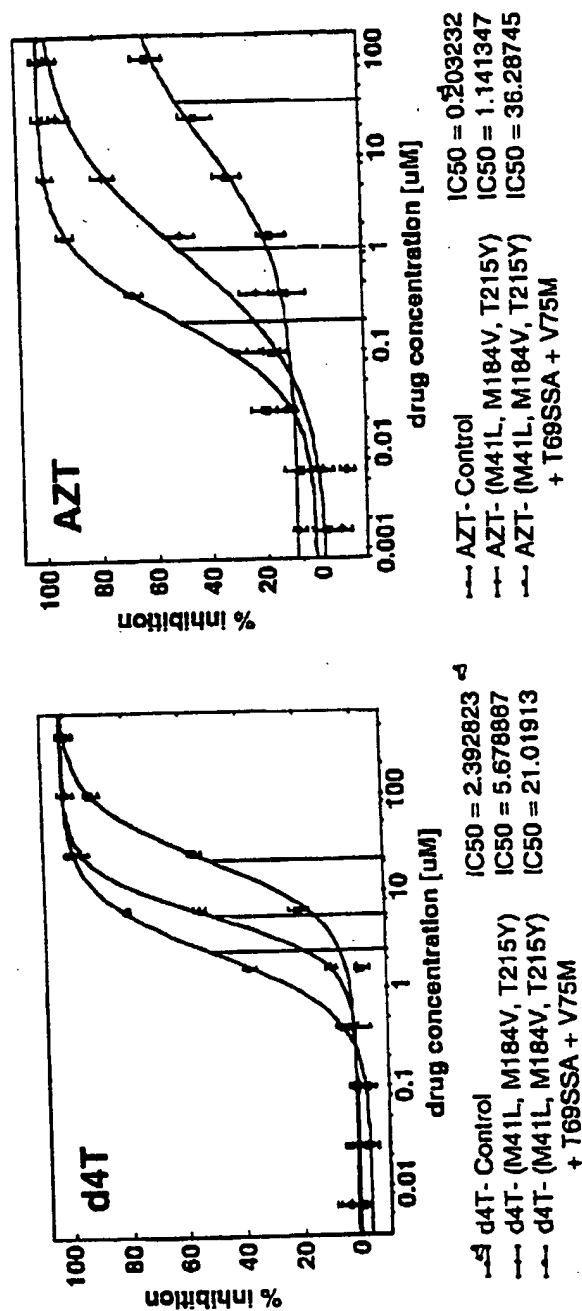 d4T
% inhibition
100
80
60
40
20
0
0.01
0.1
1
10
100
drug concentration [uM]
d4T- Control IC50 = 2.392823
d4T- (M41L, M184V, T215Y) IC50 = 5.678867
d4T- (M41L, M184V, T215Y) IC50 = 21.01913
+ T69SSA + V75M
AZT
% inhibition
100
80
60
40
20
0
0.001
0.01
0.1
1
10
100
drug concentration [uM]
AZT- Control IC50 = 0.203232
AZT- (M41L, M184V, T215Y) IC50 = 1.141347
AZT- (M41L, M184V, T215Y) IC50 = 36.28745
+ T69SSA + V75M